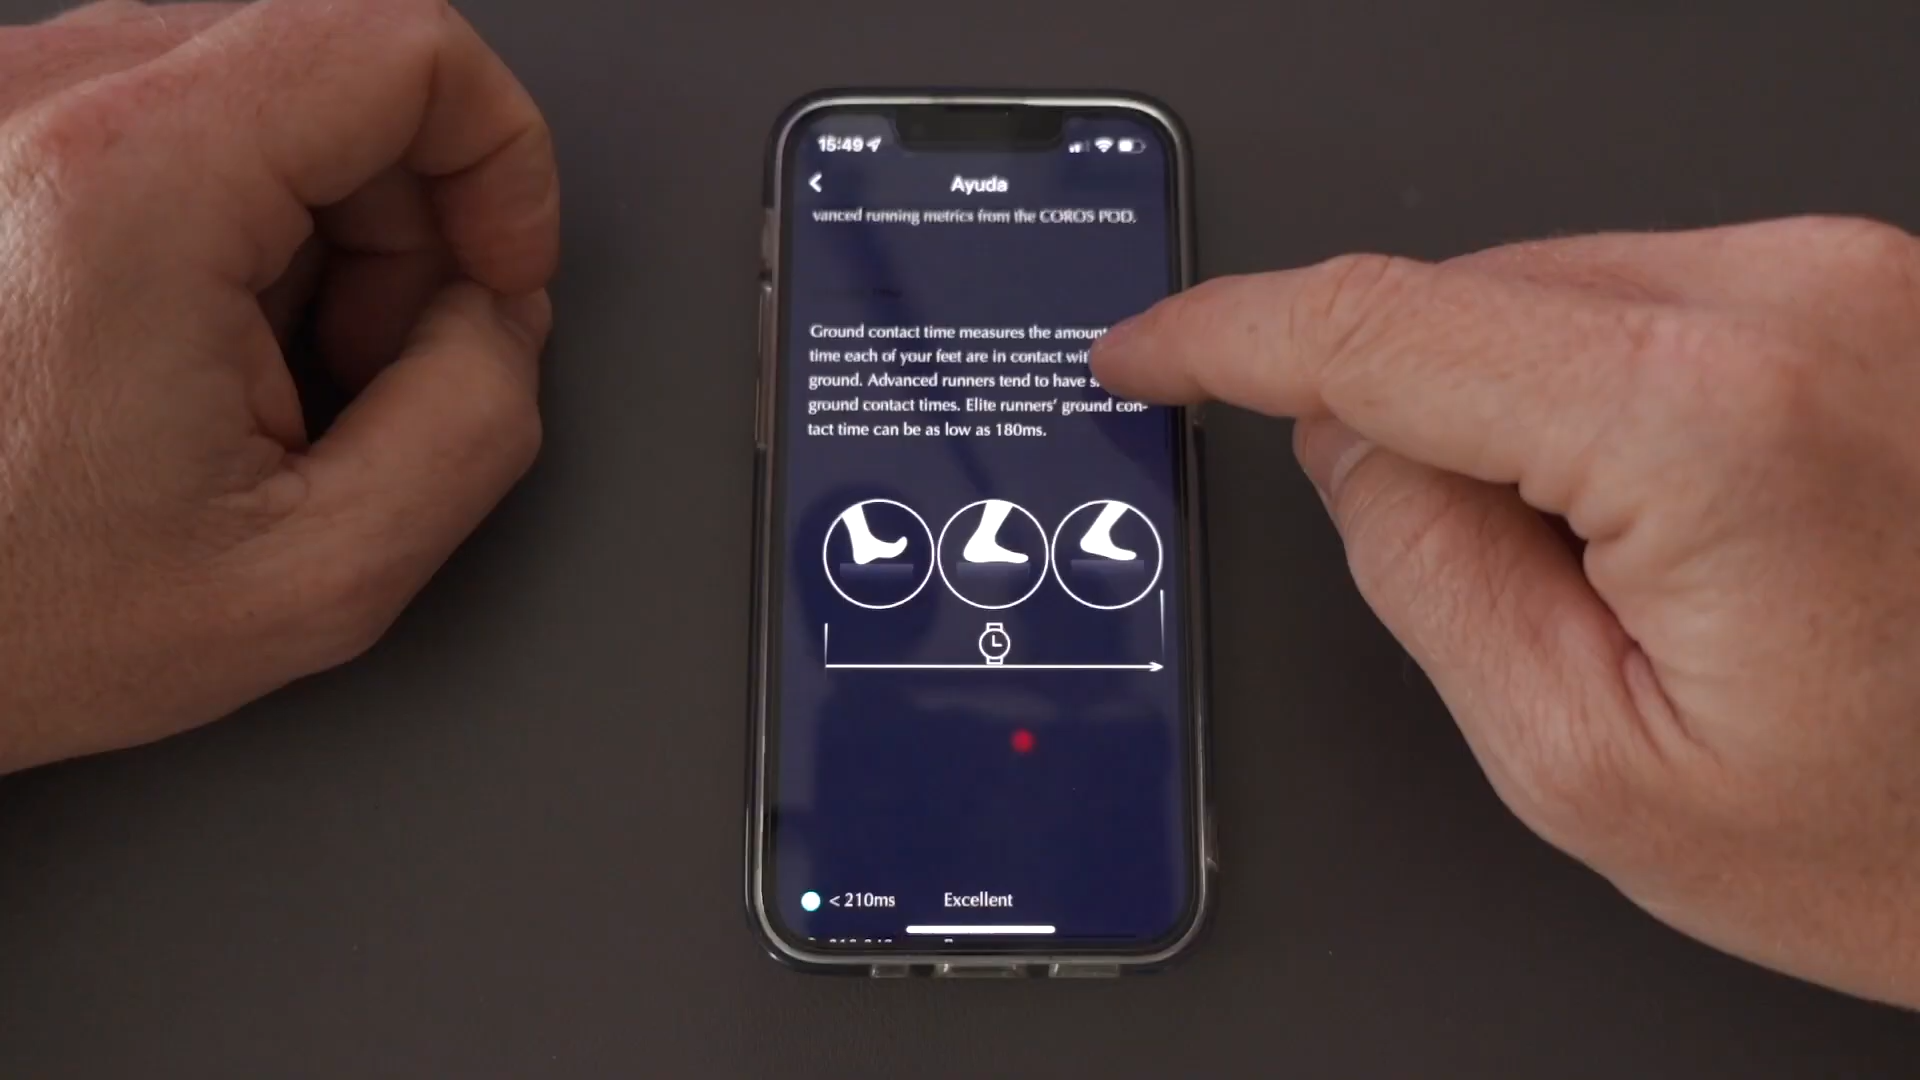 15:49
Ayuda
vanced running metrics from the COROS POD.
Ground contact time measures the amount
time each of your feet are in contact wit
ground. Advanced runners tend to have s
ground contact times. Elite runners' ground con-
tact time can be as low as 180ms.
< 210ms Excellent